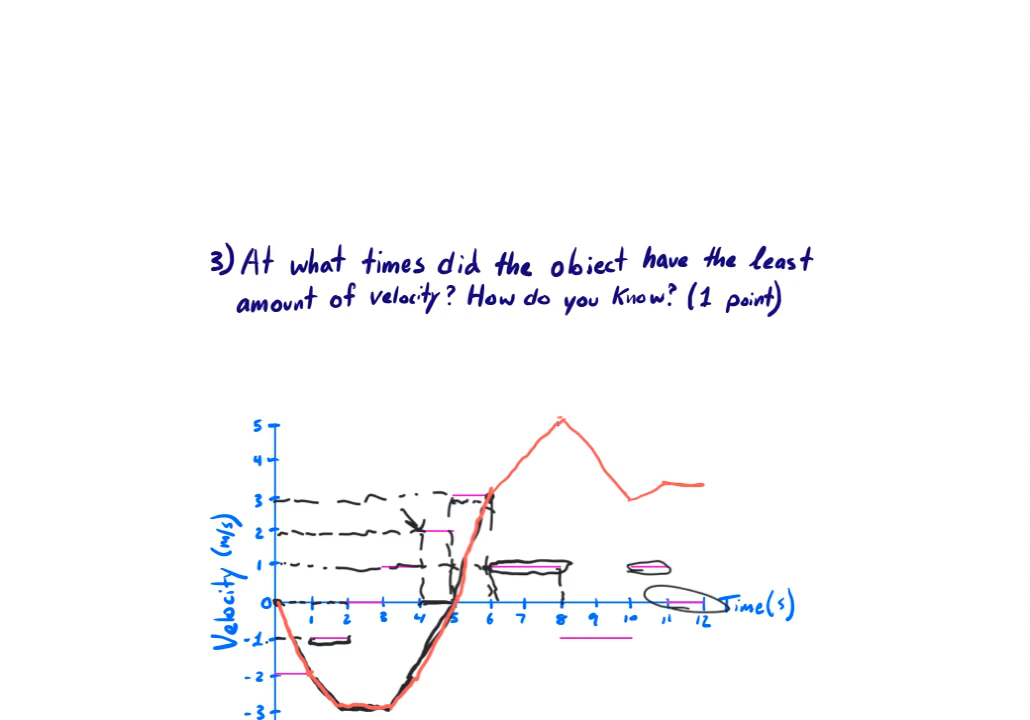 3) At what times did the object have the least
amount of velocity? How do you know? (1 point)
5
4
3
2
1
0
-1
-2
-3
Velocity (m/s)
1 2 3 4 5 6 7 8 9 10 11 12
Time(s)